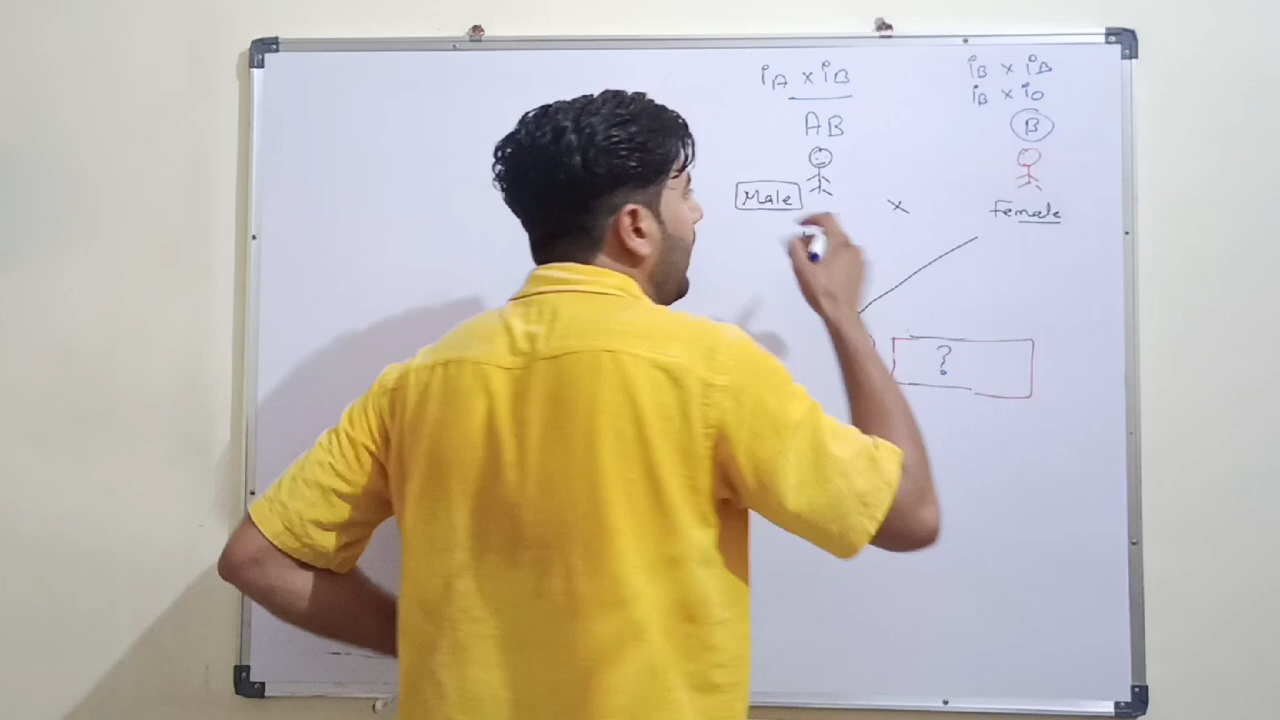 iA x iB
AB
Male
x
iB x iB
iB x iO
B
Female
?